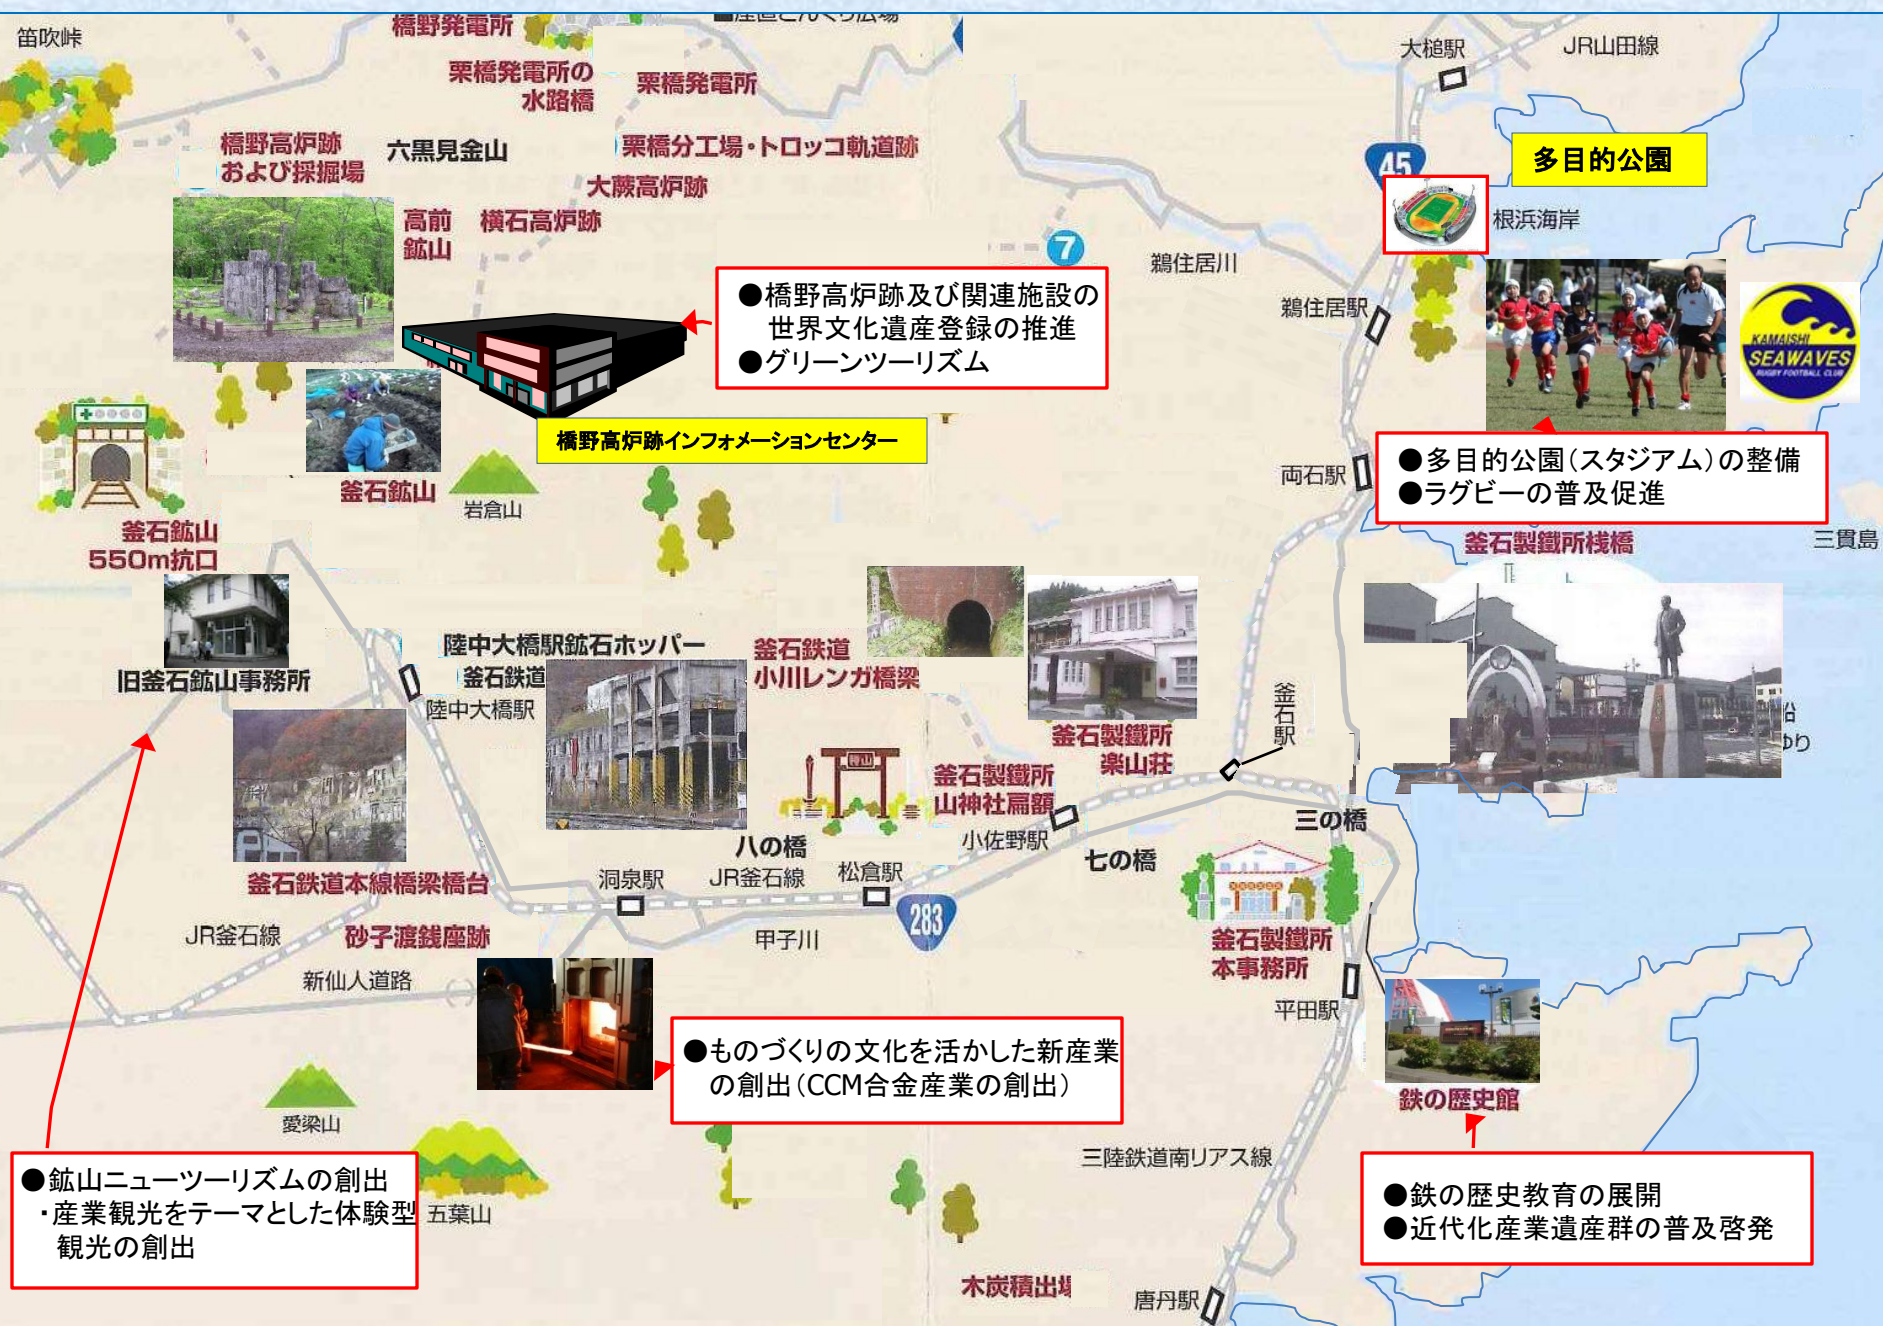 笛吹峠
橋野発電所
栗橋発電所の
水路橋
栗橋発電所
大槌駅
JR山田線
橋野高炉跡
および採掘場
六黒見金山
栗橋分工場・トロッコ軌道跡
大蕨高炉跡
高前
鉱山
横石高炉跡
45
多目的公園
根浜海岸
7
鵜住居川
鵜住居駅
●橋野高炉跡及び関連施設の
世界文化遺産登録の推進
●グリーンツーリズム
KAMAISHI
SEAWAVES
RUGBY FOOTBALL CLUB
橋野高炉跡インフォメーションセンター
両石駅
●多目的公園(スタジアム)の整備
●ラグビーの普及促進
釜石鉱山
岩倉山
釜石鉱山
550m抗口
釜石製鐵所桟橋
三貫島
旧釜石鉱山事務所
陸中大橋駅鉱石ホッパー
釜石鉄道
陸中大橋駅
釜石鉄道
小川レンガ橋梁
釜石製鐵所
楽山荘
釜石駅
ゆり
釜石製鐵所
山神社扁額
小佐野駅
三の橋
八の橋
七の橋
釜石鉄道本線橋梁橋台
洞泉駅
JR釜石線
松倉駅
283
JR釜石線
砂子渡銭座跡
甲子川
釜石製鐵所
本事務所
新仙人道路
平田駅
●ものづくりの文化を活かした新産業
の創出(CCM合金産業の創出)
鉄の歴史館
愛梁山
三陸鉄道南リアス線
●鉱山ニューツーリズムの創出
・産業観光をテーマとした体験型
観光の創出
五葉山
●鉄の歴史教育の展開
●近代化産業遺産群の普及啓発
木炭積出場
唐丹駅